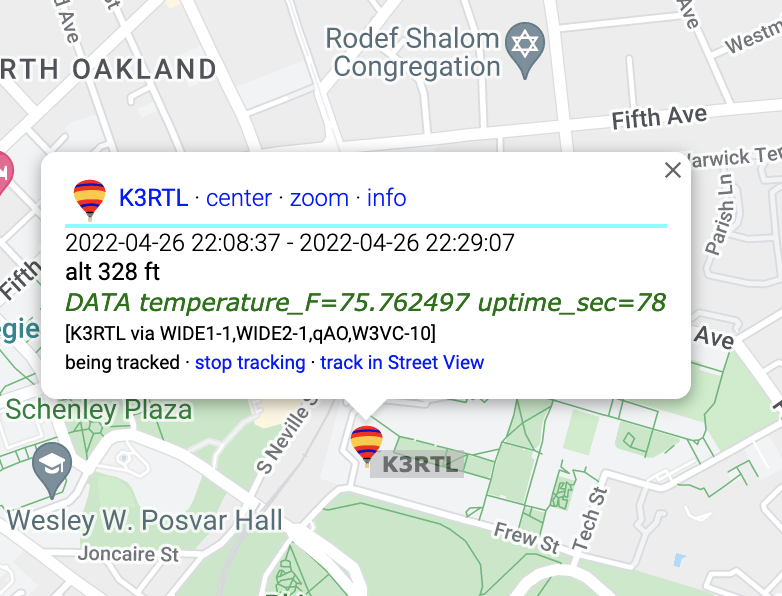 d Ave
Ave
Westm
Rodef Shalom
Congregation
RTH OAKLAND
Fifth Ave
arwick Ter
Parish Ln
K3RTL · center · zoom · info
2022-04-26 22:08:37 - 2022-04-26 22:29:07
alt 328 ft
DATA temperature_F=75.762497 uptime_sec=78
[K3RTL via WIDE1-1,WIDE2-1,qAO,W3VC-10]
being tracked · stop tracking · track in Street View
Fifth
egie
Ave
Schenley Plaza
S Neville S
K3RTL
Wesley W. Posvar Hall
Joncaire St
Frew St
Tech St